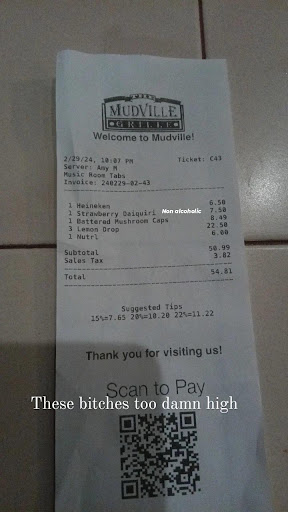 THE
MUDVILLE
GRILLE
Welcome to Mudville!
2/29/24, 10:07 PM Ticket: C43
Server: Amy M
Music Room Tabs
Invoice: 240229-02-43
1 Heineken 6.50
1 Strawberry Daiquiri Non alcoholic 7.50
1 Battered Mushroom Caps 8.49
3 Lemon Drop 22.50
1 Nutrl 6.00
Subtotal 50.99
Sales Tax 3.82
Total 54.81
Suggested Tips
15%=7.65 20%=10.20 22%=11.22
Thank you for visiting us!
Scan to Pay
These bitches too damn high